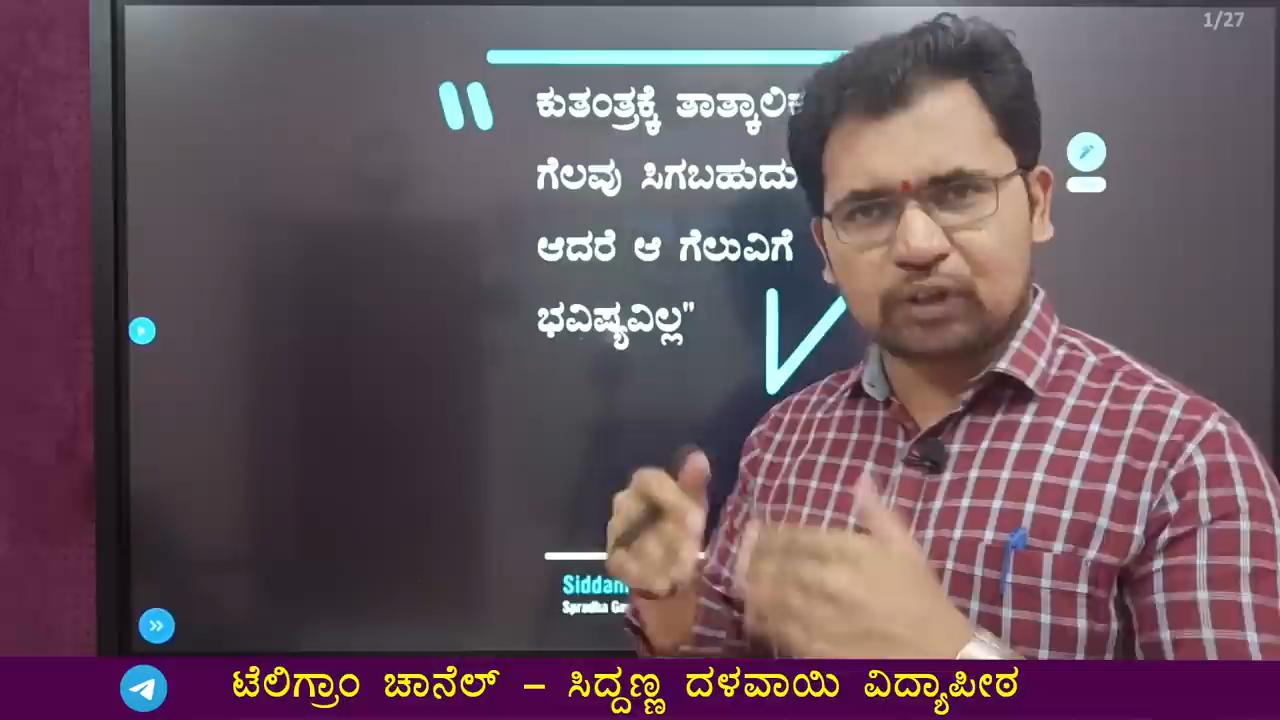 1/27
ಕುತಂತ್ರಕ್ಕೆ
ಗೆಲವು ಸಿಗಬಹುದು
ಆದರೆ ಆ ಗೆಲುವಿಗೆ
ಭವಿಷ್ಯವಿಲ್ಲ"
ಟೆಲಿಗ್ರಾಂ ಚಾನೆಲ್ – ಸಿದ್ದಣ್ಣ ದಳವಾಯಿ ವಿದ್ಯಾಪೀಠ